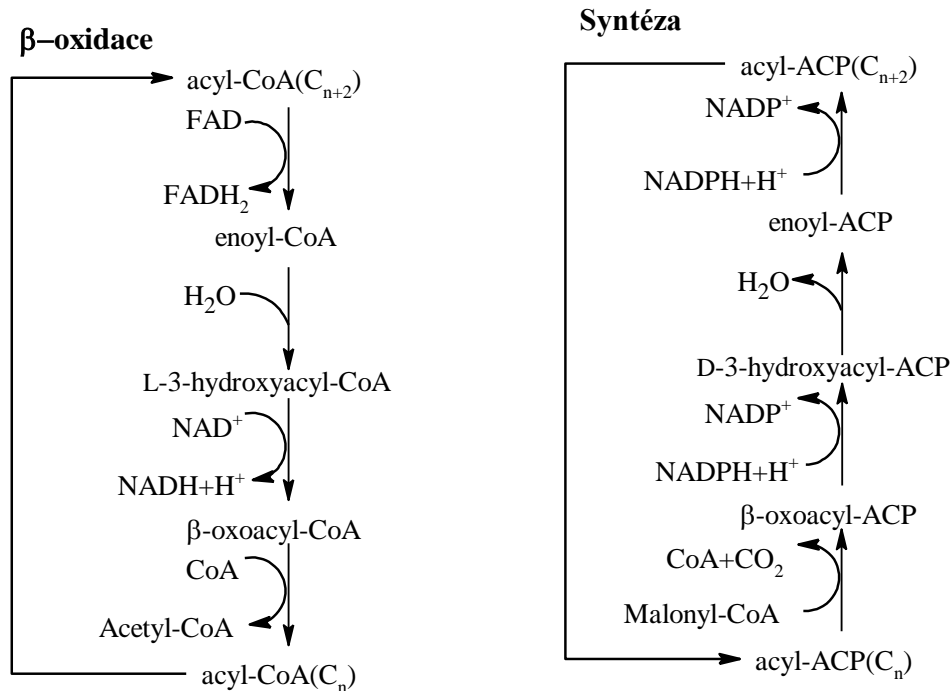 β–oxidace
acyl-CoA(Cₙ₊₂)
FAD
FADH₂
enoyl-CoA
H₂O
L-3-hydroxyacyl-CoA
NAD⁺
NADH+H⁺
β-oxoacyl-CoA
CoA
Acetyl-CoA
acyl-CoA(Cₙ)
Syntéza
acyl-ACP(Cₙ₊₂)
NADP⁺
NADPH+H⁺
enoyl-ACP
H₂O
D-3-hydroxyacyl-ACP
NADP⁺
NADPH+H⁺
β-oxoacyl-ACP
CoA+CO₂
Malonyl-CoA
acyl-ACP(Cₙ)